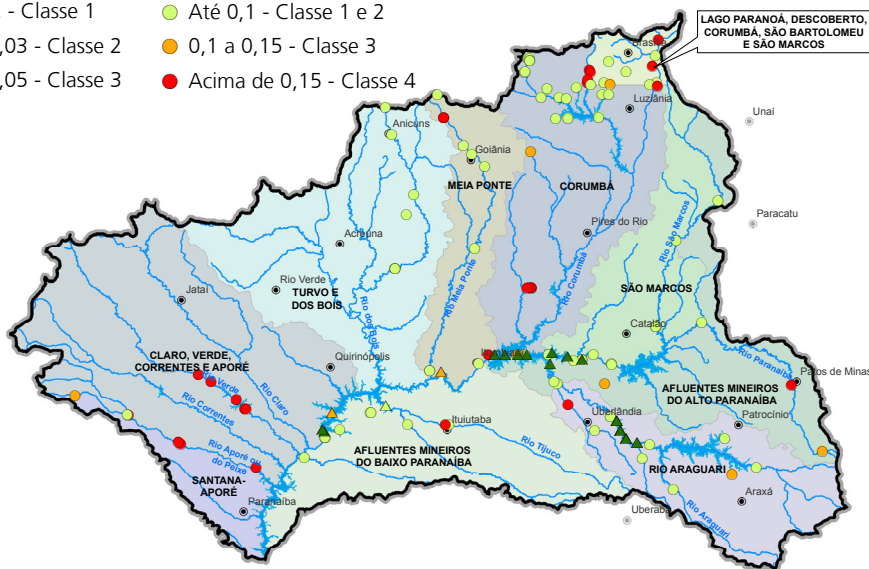 - Classe 1
Até 0,1 - Classe 1 e 2
,03 - Classe 2
0,1 a 0,15 - Classe 3
,05 - Classe 3
Acima de 0,15 - Classe 4
LAGO PARANOÁ, DESCOBERTO,
CORUMBÁ, SÃO BARTOLOMEU
E SÃO MARCOS
Brasília
Luziânia
Unaí
Anicuns
Goiânia
MEIA PONTE
CORUMBÁ
Paracatu
Pires do Rio
Acreúna
Rio São Marcos
Rio Verde
TURVO E
DOS BOIS
Rio dos Bois
Rio Meia Ponte
Rio Corumbá
SÃO MARCOS
Jataí
Catalão
CLARO, VERDE,
CORRENTES E APORÉ
Quirinópolis
Rio Verde
Rio Claro
Rio Correntes
Rio Paranaíba
Patos de Minas
AFLUENTES MINEIROS
DO ALTO PARANAÍBA
Patrocínio
Ituiutaba
Uberlândia
Rio Tijuco
Rio Aporé ou
do Peixe
AFLUENTES MINEIROS
DO BAIXO PARANAÍBA
RIO ARAGUARI
SANTANA-
APORÉ
Paranaíba
Araxá
Uberaba
Rio Araguari